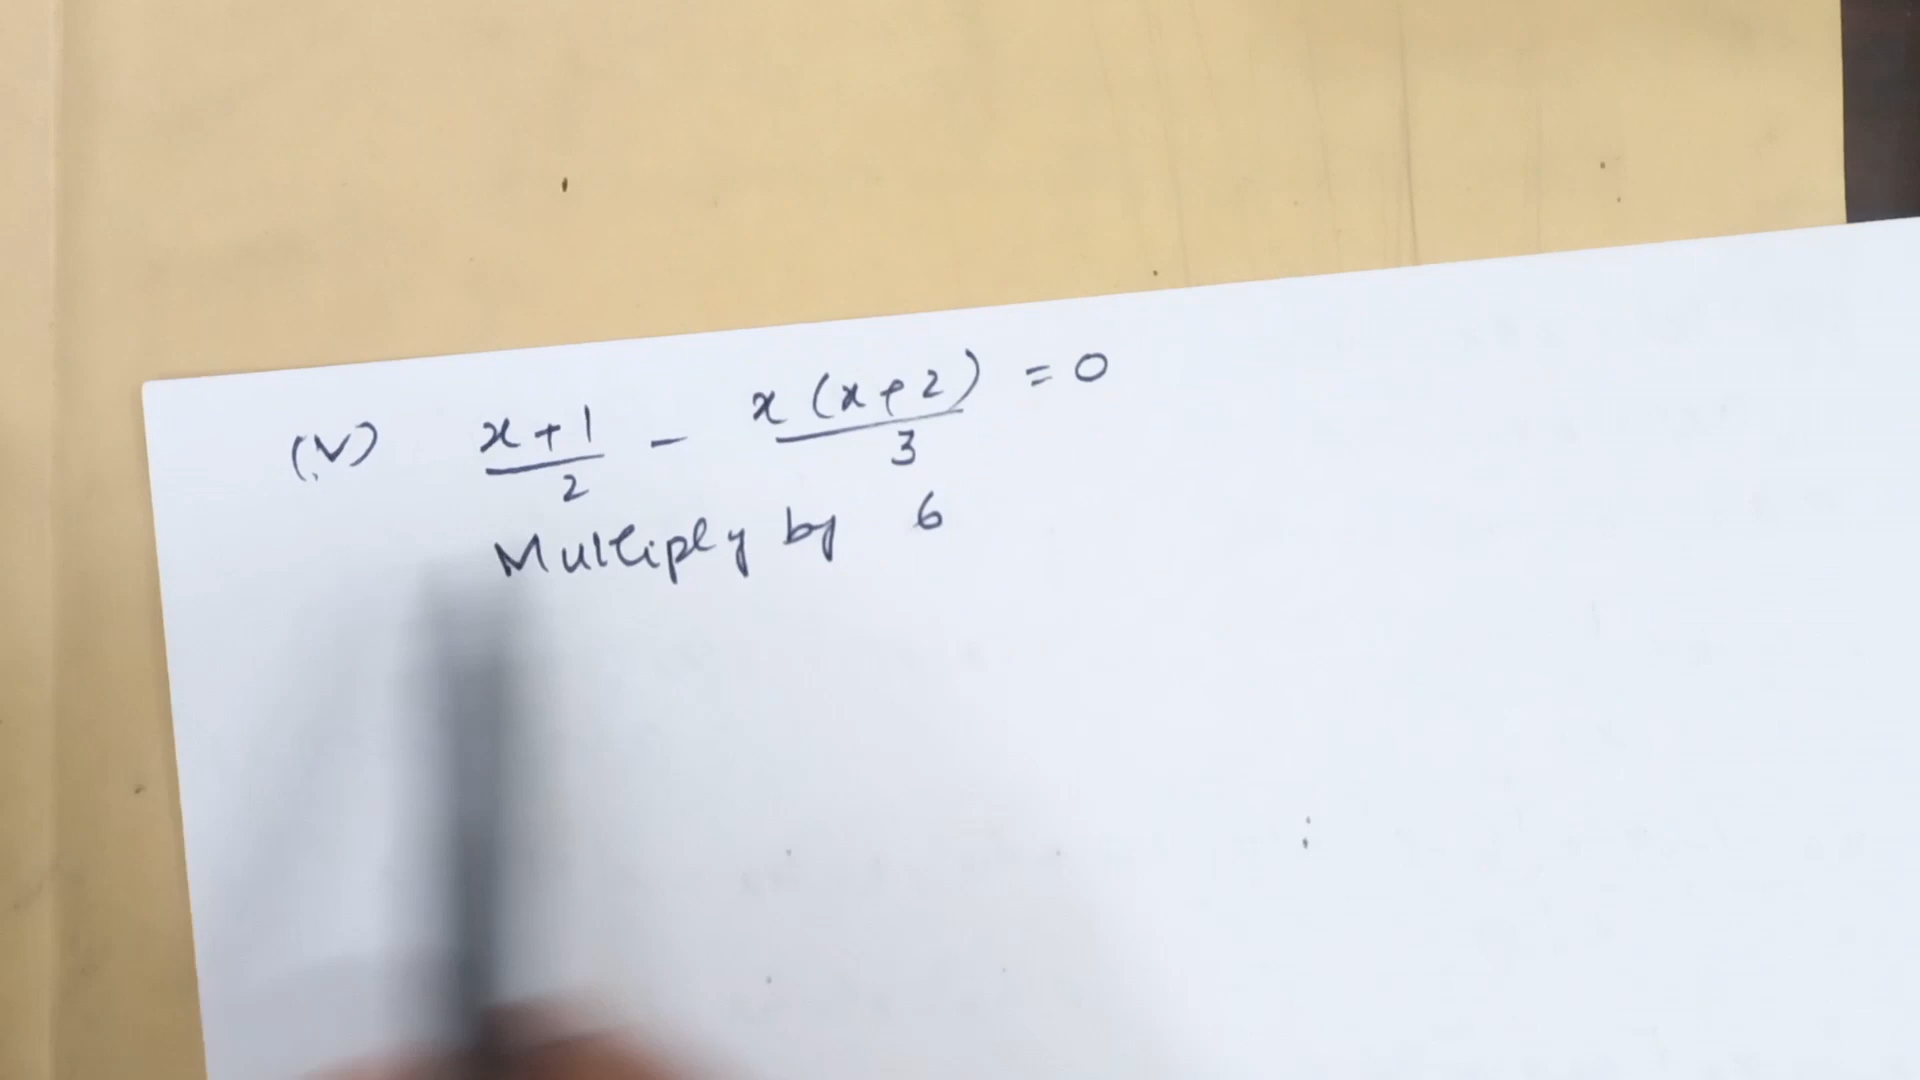 (V) x+1/2 - x(x+2)/3 = 0
Multiply by 6